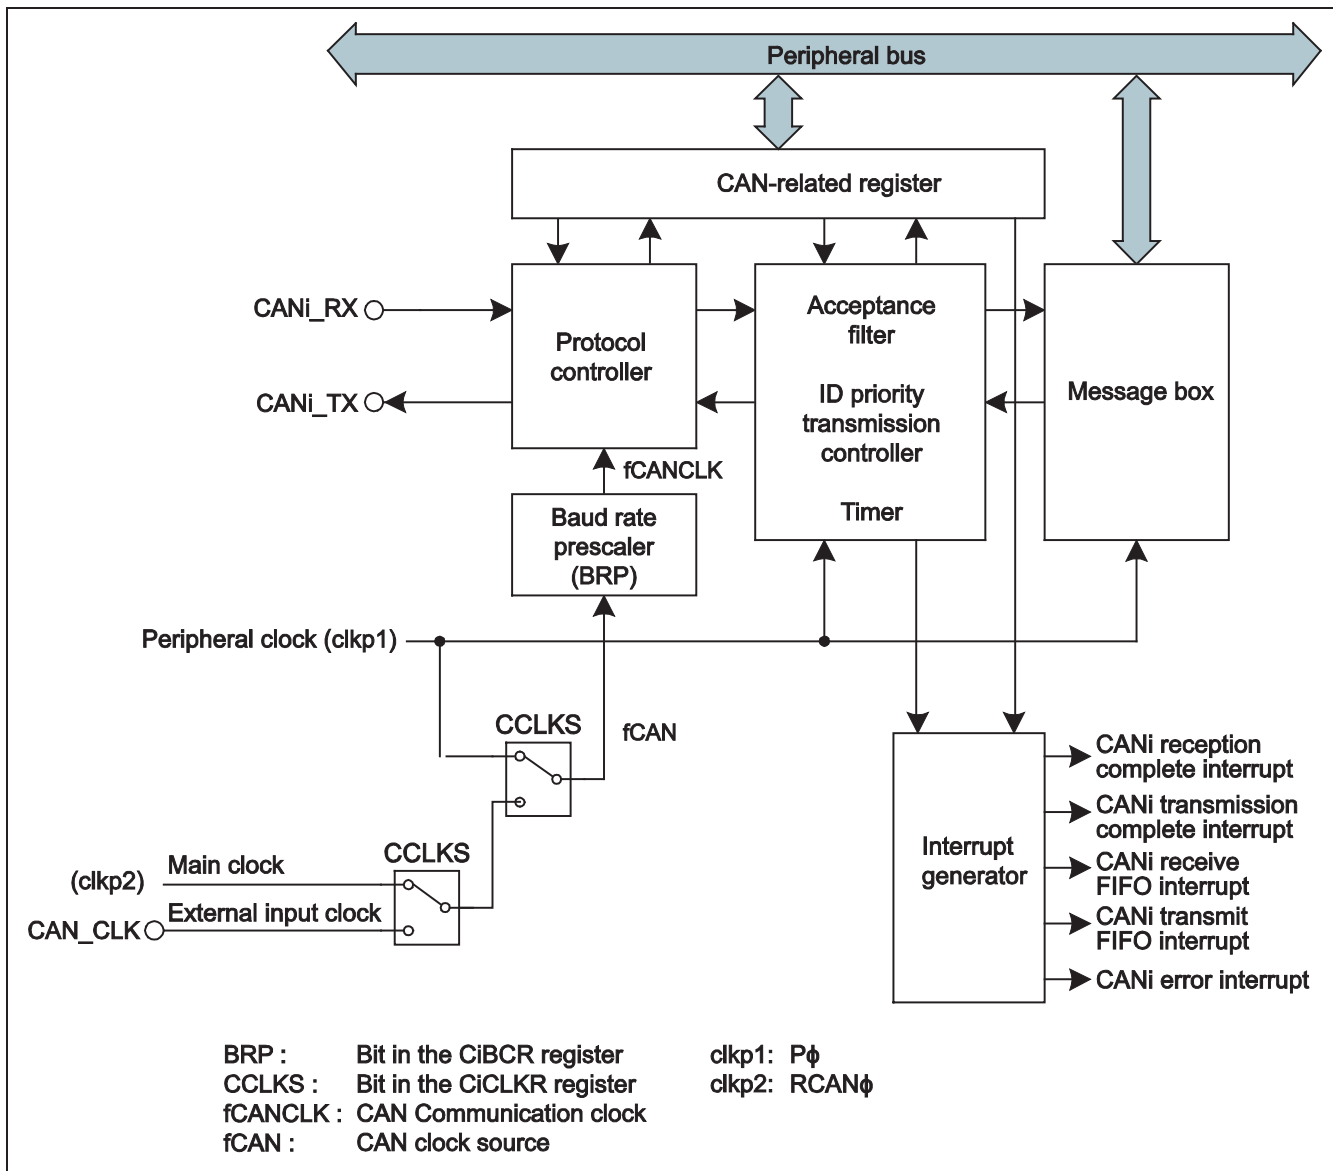 Peripheral bus
CAN-related register
CANi_RX
CANi_TX
Protocol
controller
Acceptance
filter
ID priority
transmission
controller
Timer
Message box
fCANCLK
Baud rate
prescaler
(BRP)
Peripheral clock (clkp1)
CCLKS
fCAN
CCLKS
(clkp2)
Main clock
CAN_CLK
External input clock
Interrupt
generator
CANi reception
complete interrupt
CANi transmission
complete interrupt
CANi receive
FIFO interrupt
CANi transmit
FIFO interrupt
CANi error interrupt
BRP : Bit in the CiBCR register
CCLKS : Bit in the CiCLKR register
fCANCLK : CAN Communication clock
fCAN : CAN clock source
clkp1: Pϕ
clkp2: RCANϕ